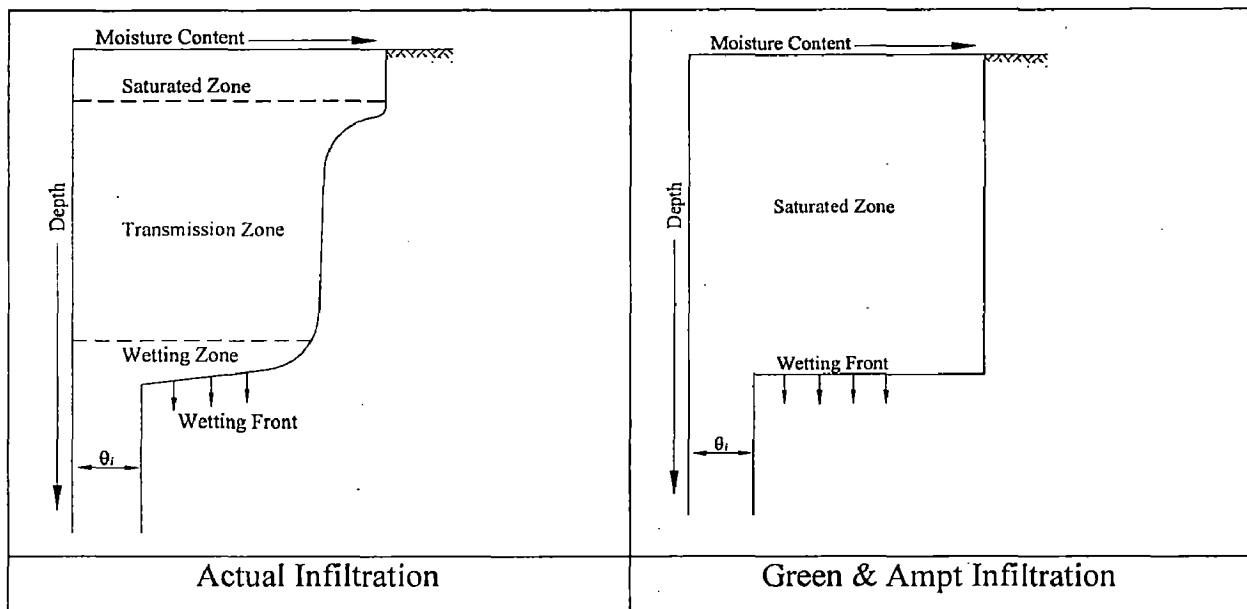 Moisture Content
Saturated Zone
Depth
Transmission Zone
Wetting Zone
Wetting Front
θi
Actual Infiltration
Moisture Content
Depth
Saturated Zone
Wetting Front
θi
Green & Ampt Infiltration